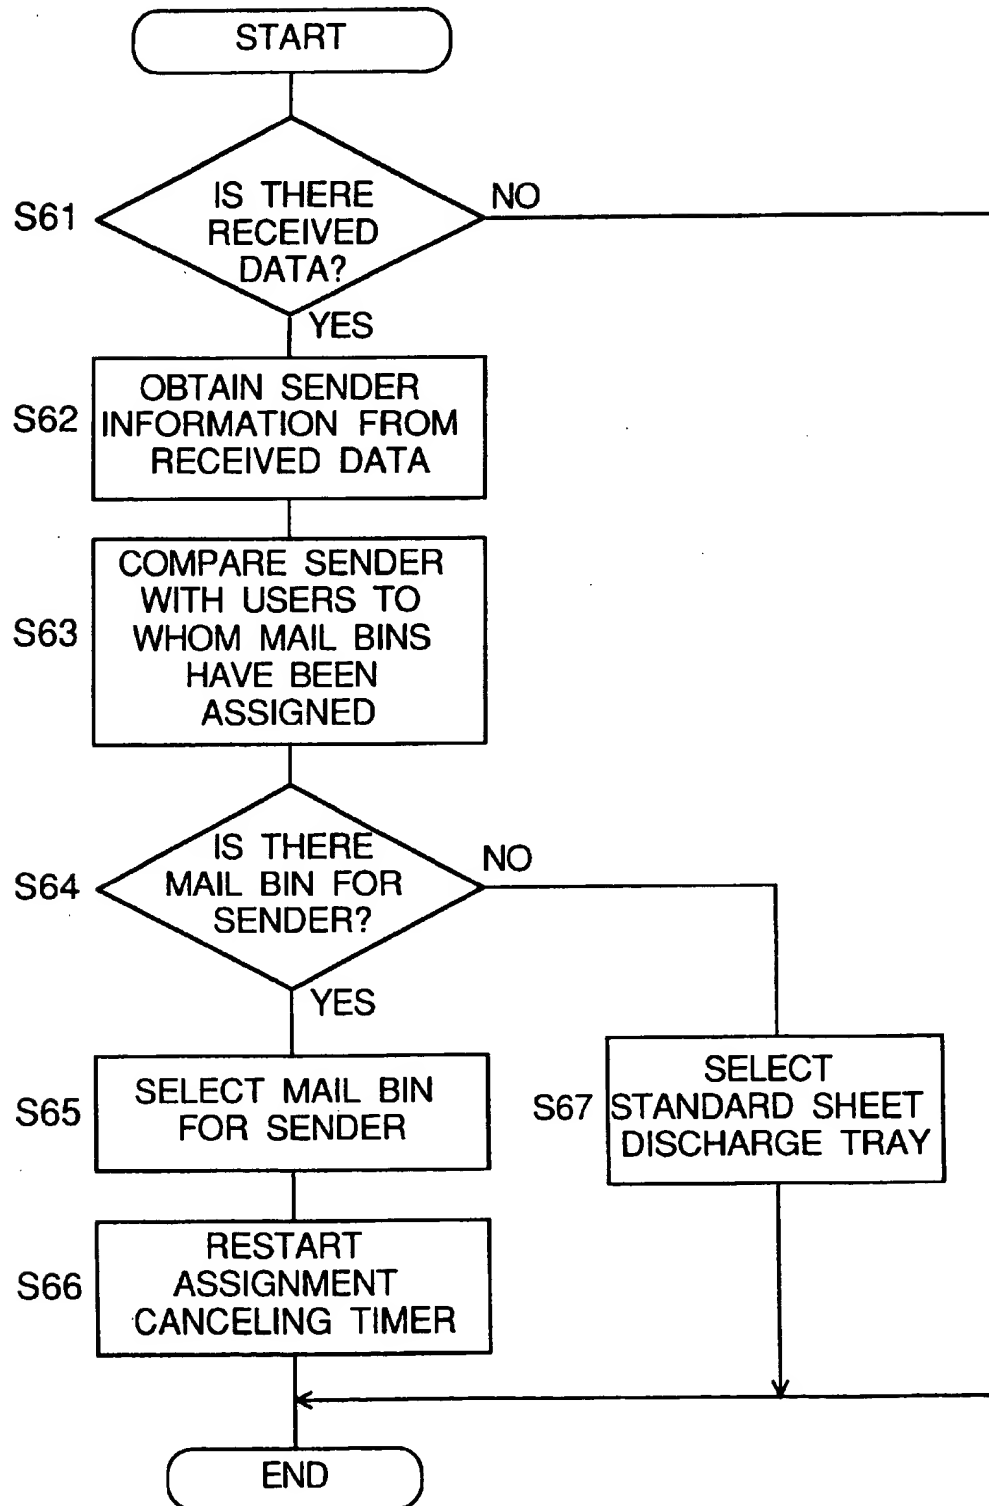 START
S61
IS THERE
RECEIVED
DATA?
NO
YES
S62
OBTAIN SENDER
INFORMATION FROM
RECEIVED DATA
S63
COMPARE SENDER
WITH USERS TO
WHOM MAIL BINS
HAVE BEEN
ASSIGNED
S64
IS THERE
MAIL BIN FOR
SENDER?
NO
YES
S65
SELECT MAIL BIN
FOR SENDER
S67
SELECT
STANDARD SHEET
DISCHARGE TRAY
S66
RESTART
ASSIGNMENT
CANCELING TIMER
END